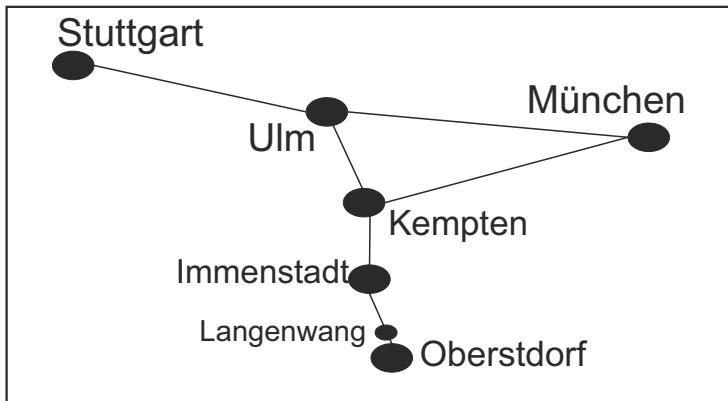 Stuttgart
München
Ulm
Kempten
Immenstadt
Langenwang
Oberstdorf